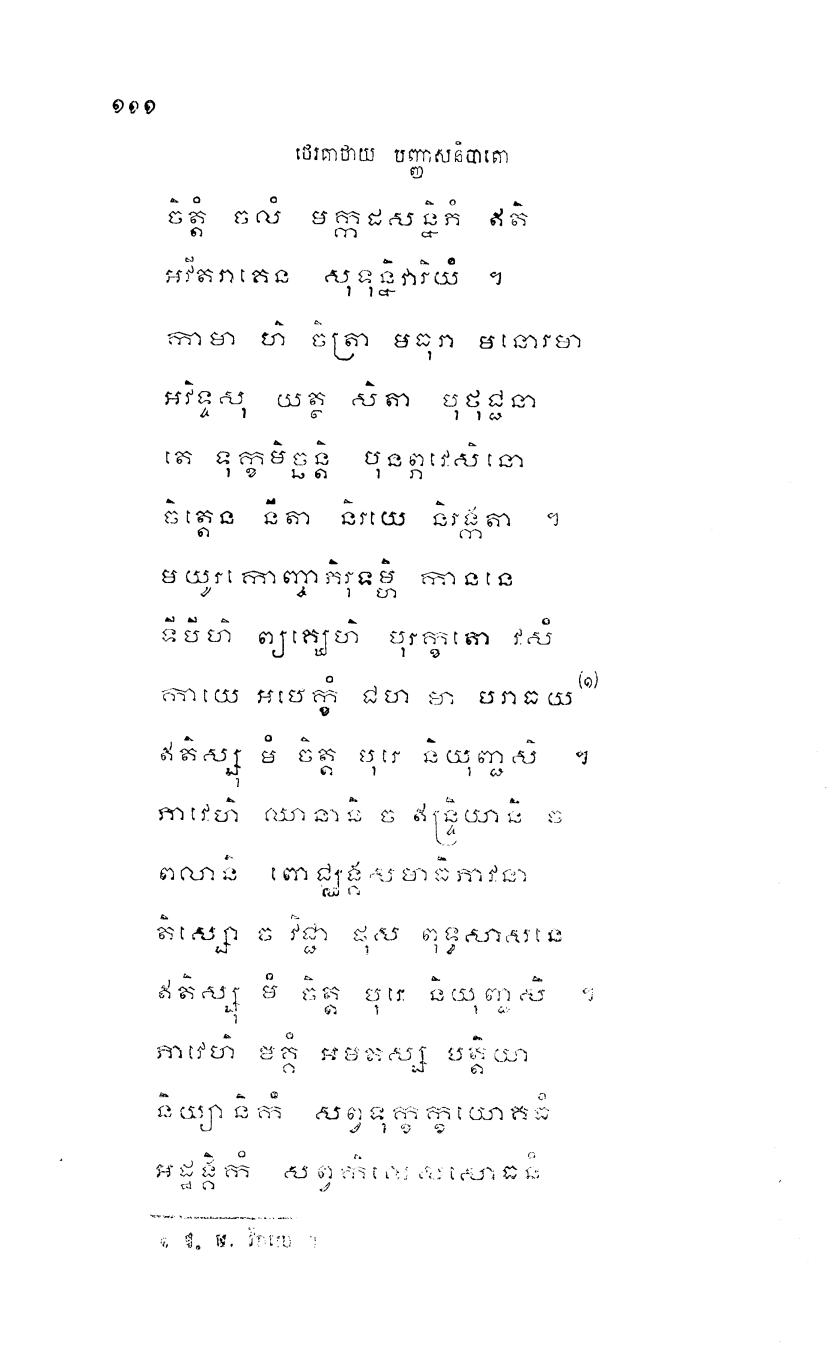 ១១១
ថេរគាថាយ បញ្ញាសនិបាតោ
ចិត្តំ ចលំ មក្កដសន្និភំ ឥតិ
អវីតរាគេន សុទុន្និវារិយំ ។
កាមា ហិ ចិត្រា មធុរា មនោរមា
អវិទ្ទសុ យត្ថ សិតា បុថុជ្ជនា
តេ ទុក្ខមិច្ឆន្តិ បុនព្ភវេសិនោ
ចិត្តេន នីតា និរយេ និរង្កតា ។
មយូរកោញ្ចាភិរុទម្ហិ កាននេ
ទីបីហិ ព្យគ្ឃេហិ បុរក្ខតោ វសំ
កាយេ អបេក្ខំ ជហ មា បរាធយ(១)
ឥតិស្សុ មំ ចិត្ត បុរេ និយុញ្ជសិ ។
ភាវេហិ ឈានានិ ច ឥន្ទ្រិយានិ ច
ពលានិ ពោជ្ឈង្គសមាធិភាវនា
តិស្សោ ច វិជ្ជា ផុស ពុទ្ធសាសនេ
ឥតិស្សុ មំ ចិត្ត បុរេ និយុញ្ជសិ ។
ភាវេហិ មគ្គំ អមតស្ស បត្តិយា
និយ្យានិកំ សព្វទុក្ខក្ខយោគធំ
អដ្ឋង្គិកំ សព្វកិលេសសោធនំ
១ ឱ. ម.